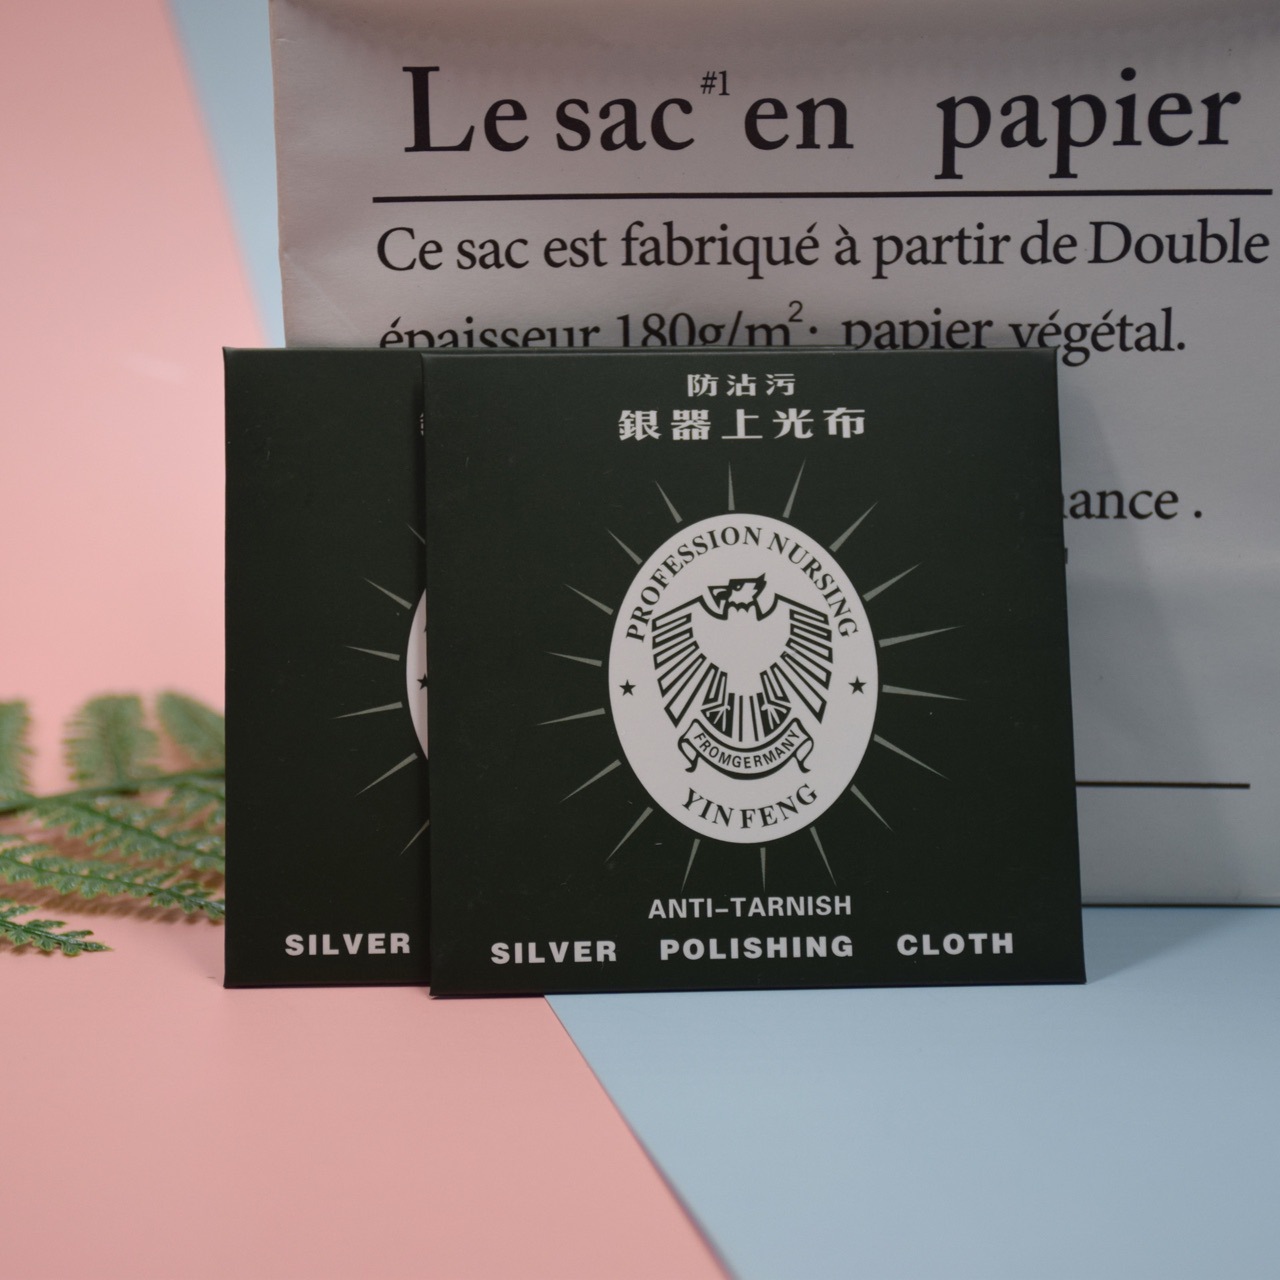 Le sac #1 en papier
Ce sac est fabriqué à partir de Double
épaisseur 180g/m². papier végétal.
ance .
防沾污
銀器上光布
PROFESSION NURSING
FROMGERMANY
YIN FENG
ANTI-TARNISH
SILVER POLISHING CLOTH
SILVER